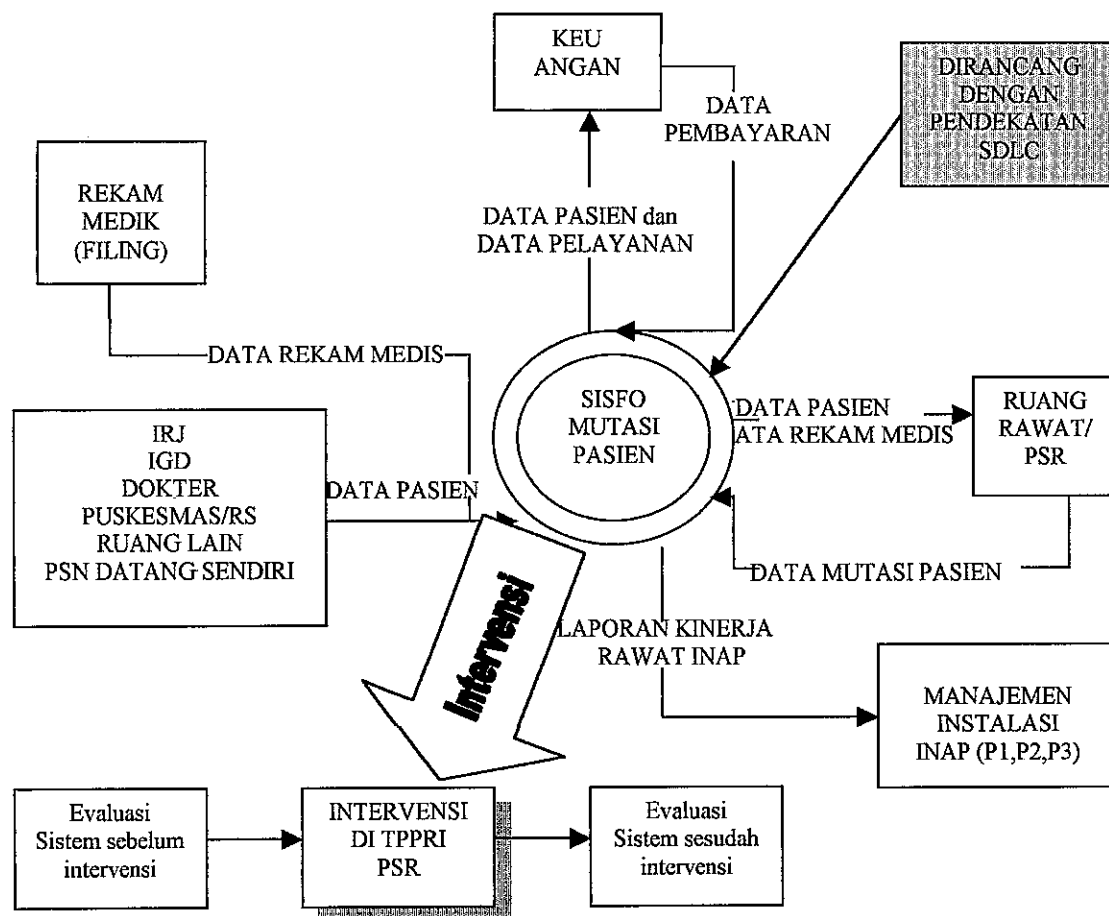 KEU
ANGAN
DIRANCANG
DENGAN
PENDEKATAN
SDLC
DATA
PEMBAYARAN
REKAM
MEDIK
(FILING)
DATA PASIEN dan
DATA PELAYANAN
DATA REKAM MEDIS
SISFO
MUTASI
PASIEN
DATA PASIEN
ATA REKAM MEDIS
RUANG
RAWAT/
PSR
IRJ
IGD
DOKTER
PUSKESMAS/RS
RUANG LAIN
PSN DATANG SENDIRI
DATA PASIEN
DATA MUTASI PASIEN
Intervensi
LAPORAN KINERJA
RAWAT INAP
MANAJEMEN
INSTALASI
INAP (P1,P2,P3)
Evaluasi
Sistem sebelum
intervensi
INTERVENSI
DI TPPRI
PSR
Evaluasi
Sistem sesudah
intervensi